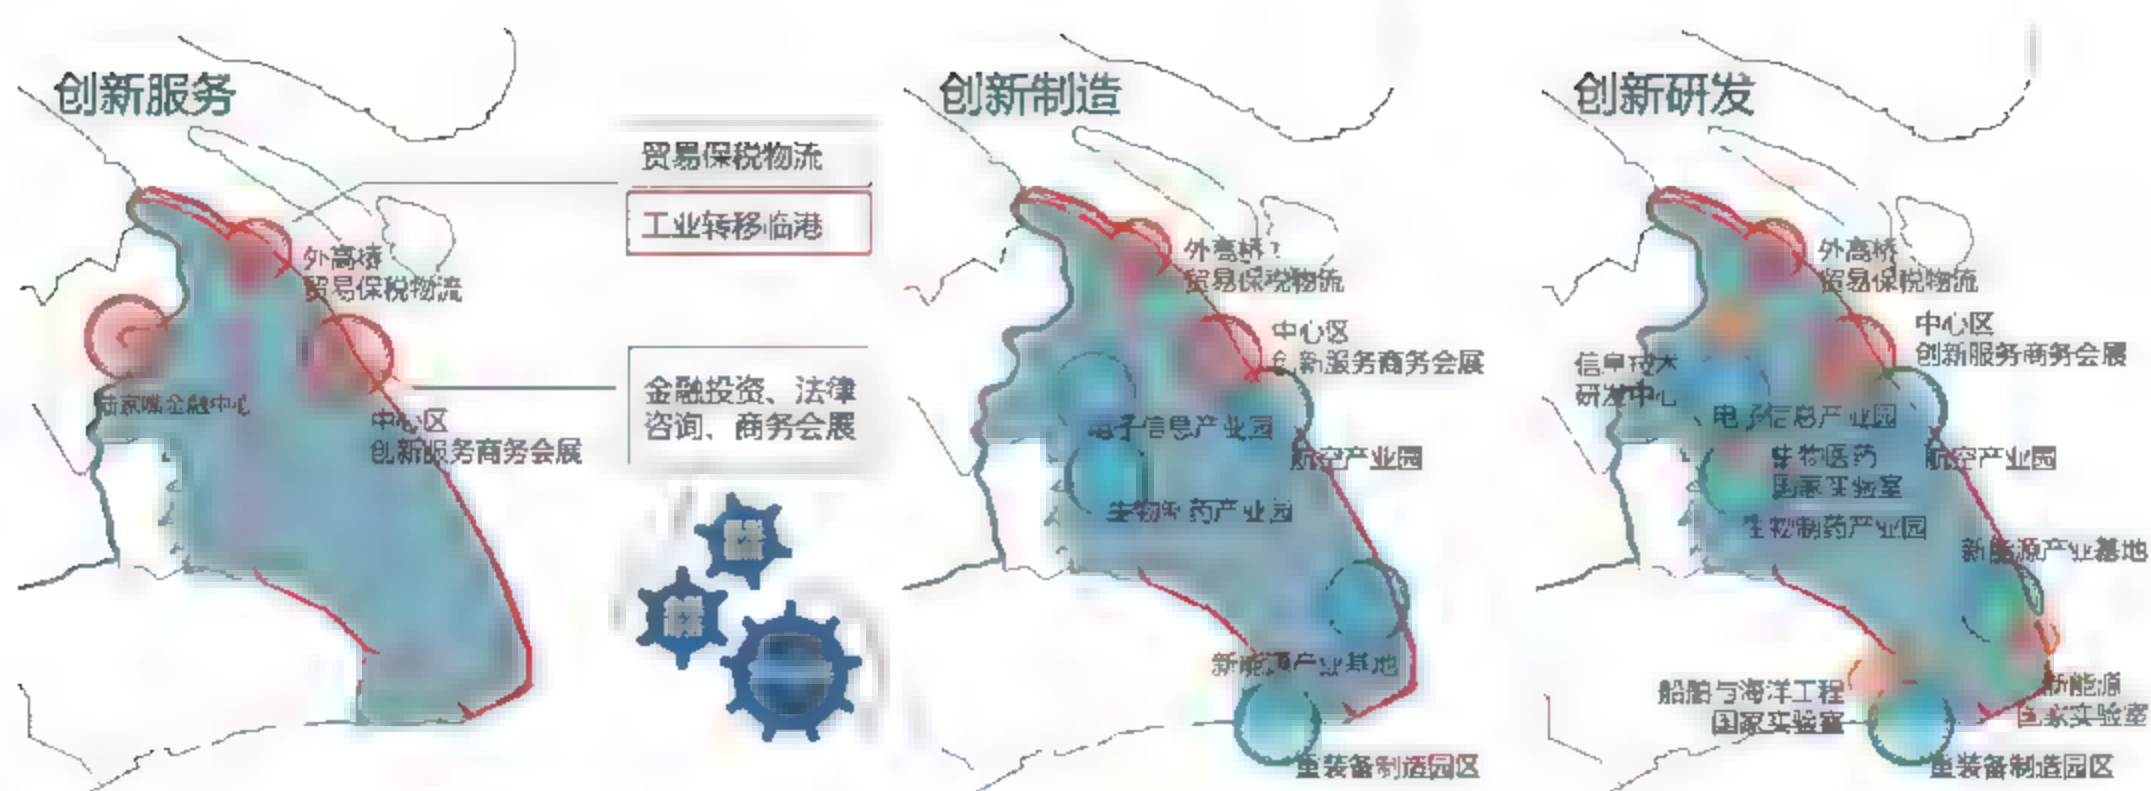 创新服务
贸易保税物流
工业转移临港
外高桥
贸易保税物流
陆家嘴金融中心
中心区
创新服务商务会展
金融投资、法律
咨询、商务会展
创新制造
外高桥
贸易保税物流
中心区
创新服务商务会展
电子信息产业园
航空产业园
生物制药产业园
新能源产业基地
重装备制造园区
创新研发
外高桥
贸易保税物流
中心区
创新服务商务会展
信息技术
研发中心
电子信息产业园
生物医药
国家实验室
航空产业园
生物制药产业园
新能源产业基地
船舶与海洋工程
国家实验室
新能源
国家实验室
重装备制造园区